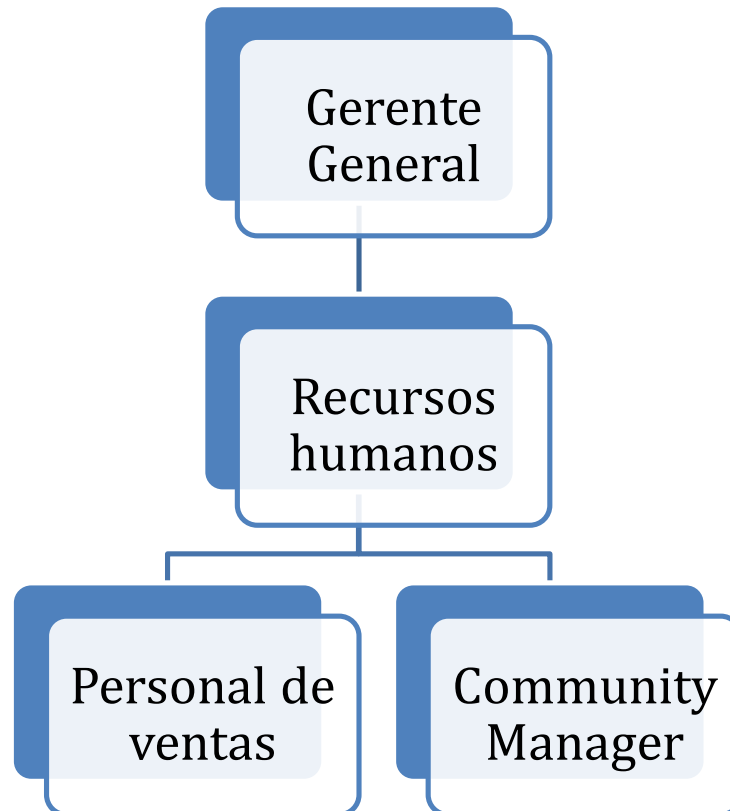 Gerente
General
Recursos
humanos
Personal de
ventas
Community
Manager